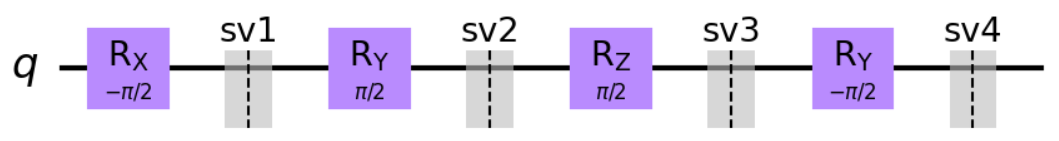 sv1 sv2 sv3 sv4
q R_X R_Y R_Z R_Y
−π/2 π/2 π/2 −π/2